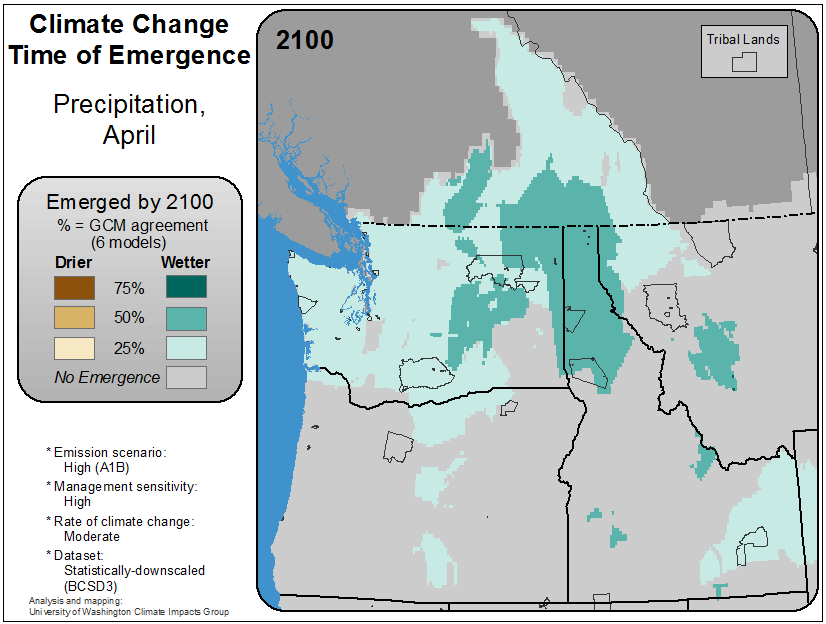 Climate Change
Time of Emergence
Precipitation,
April
Emerged by 2100
% = GCM agreement
(6 models)
Drier Wetter
75%
50%
25%
No Emergence
* Emission scenario:
High (A1B)
* Management sensitivity:
High
* Rate of climate change:
Moderate
* Dataset:
Statistically-downscaled
(BCSD3)
Analysis and mapping:
University of Washington Climate Impacts Group
2100
Tribal Lands